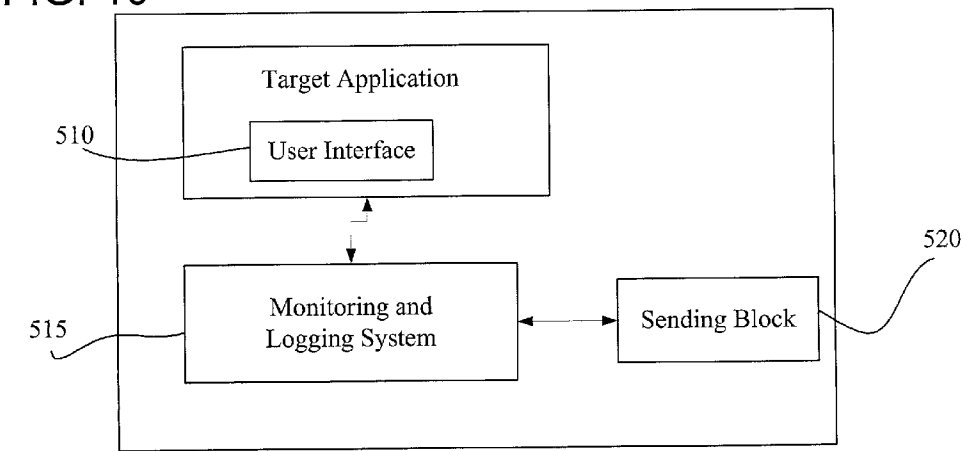 Target Application
510
User Interface
520
Monitoring and
Logging System
Sending Block
515